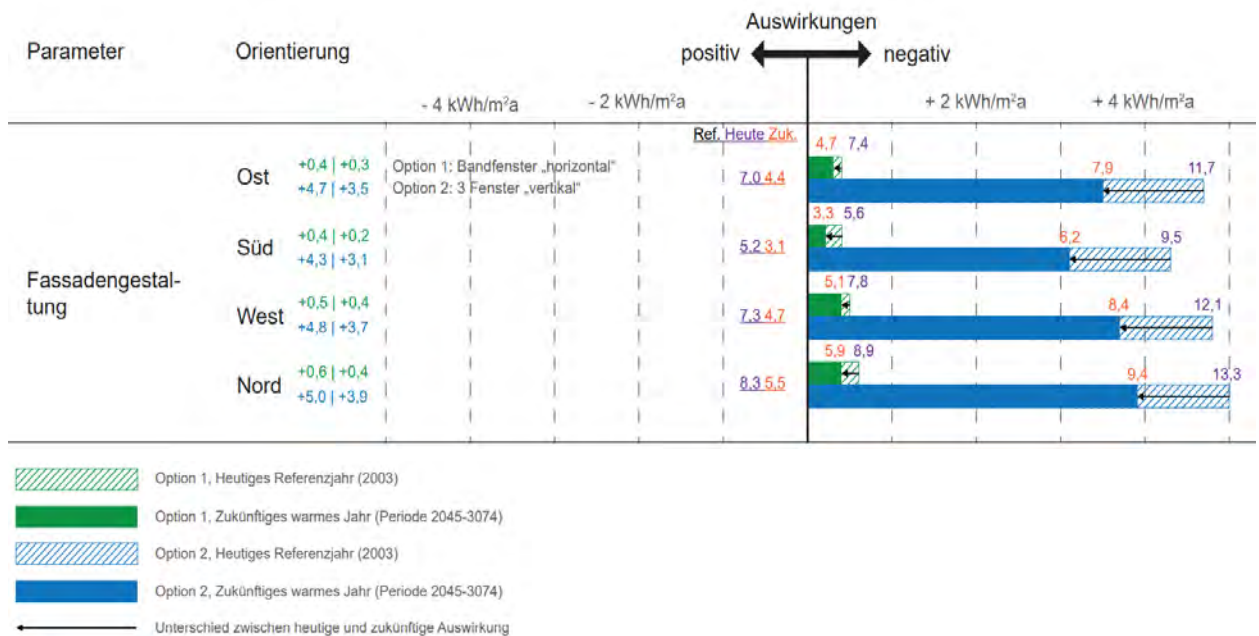 Auswirkungen
Parameter Orientierung positiv negativ
- 4 kWh/m²a - 2 kWh/m²a + 2 kWh/m²a + 4 kWh/m²a
Ref. Heute Zuk.
Fassadengestal-
tung
Ost
+0,4 | +0,3 Option 1: Bandfenster „horizontal“
+4,7 | +3,5 Option 2: 3 Fenster „vertikal“
7.0 4.4
4,7 7,4
7,9 11,7
Süd
+0,4 | +0,2
+4,3 | +3,1
5.2 3.1
3,3 5,6
6,2 9,5
West
+0,5 | +0,4
+4,8 | +3,7
7.3 4.7
5,1 7,8
8,4 12,1
Nord
+0,6 | +0,4
+5,0 | +3,9
8.3 5.5
5,9 8,9
9,4 13,3
Option 1, Heutiges Referenzjahr (2003)
Option 1, Zukünftiges warmes Jahr (Periode 2045-3074)
Option 2, Heutiges Referenzjahr (2003)
Option 2, Zukünftiges warmes Jahr (Periode 2045-3074)
Unterschied zwischen heutige und zukünftige Auswirkung